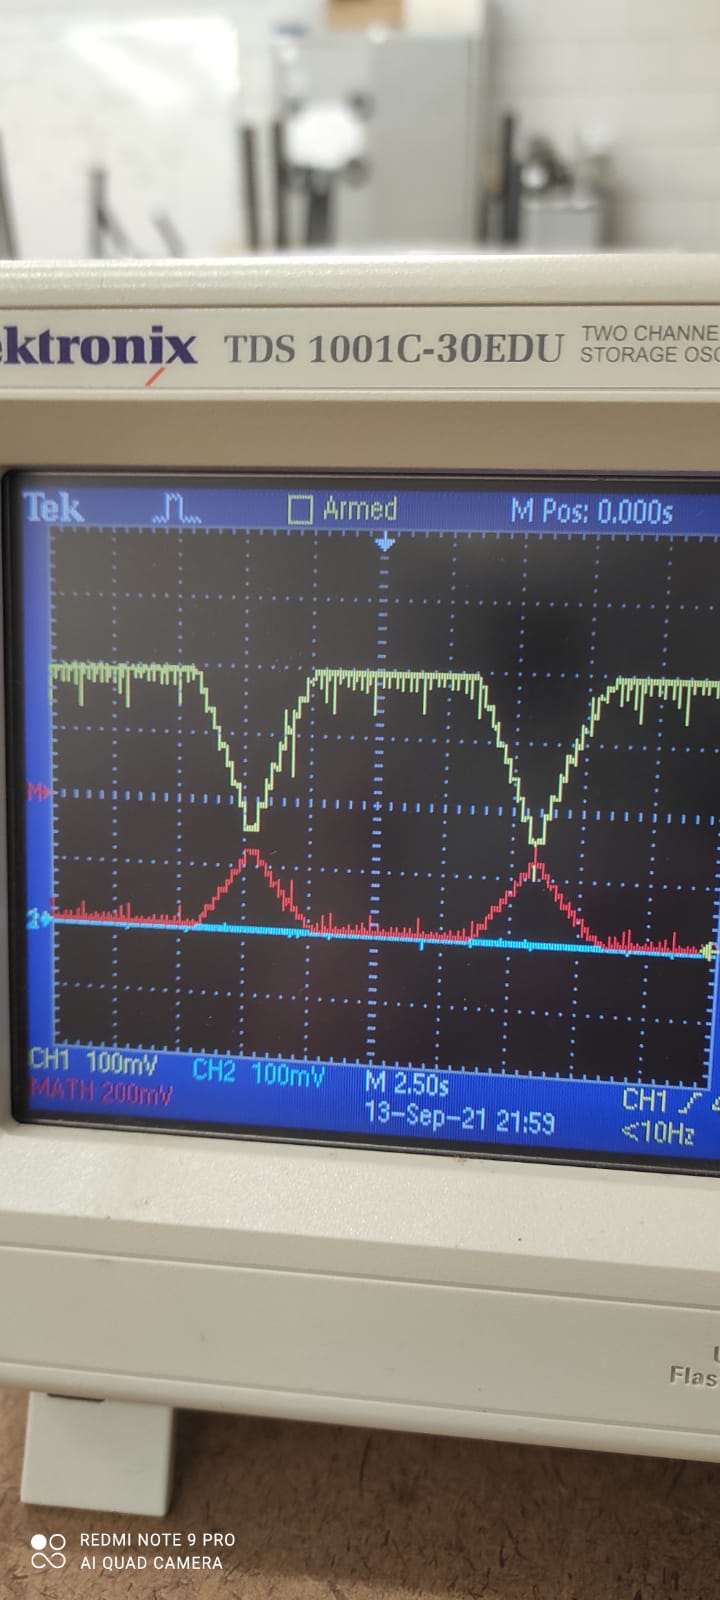 ektronix TDS 1001C-30EDU TWO CHANNE
STORAGE OSC
Tek Armed M Pos: 0.000s
M
2
CH1 100mV CH2 100mV M 2.50s CH1
MATH 200mV 13-Sep-21 21:59 <10Hz
Flas
REDMI NOTE 9 PRO
AI QUAD CAMERA